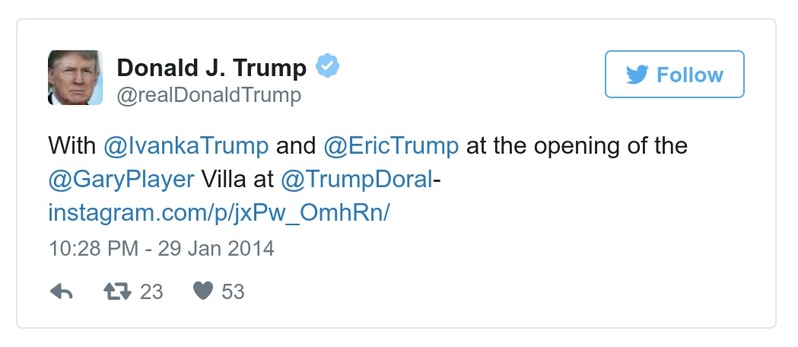 Donald J. Trump
@realDonaldTrump
Follow
With @IvankaTrump and @EricTrump at the opening of the
@GaryPlayer Villa at @TrumpDoral-
instagram.com/p/jxPw_OmhRn/
10:28 PM - 29 Jan 2014
23 53